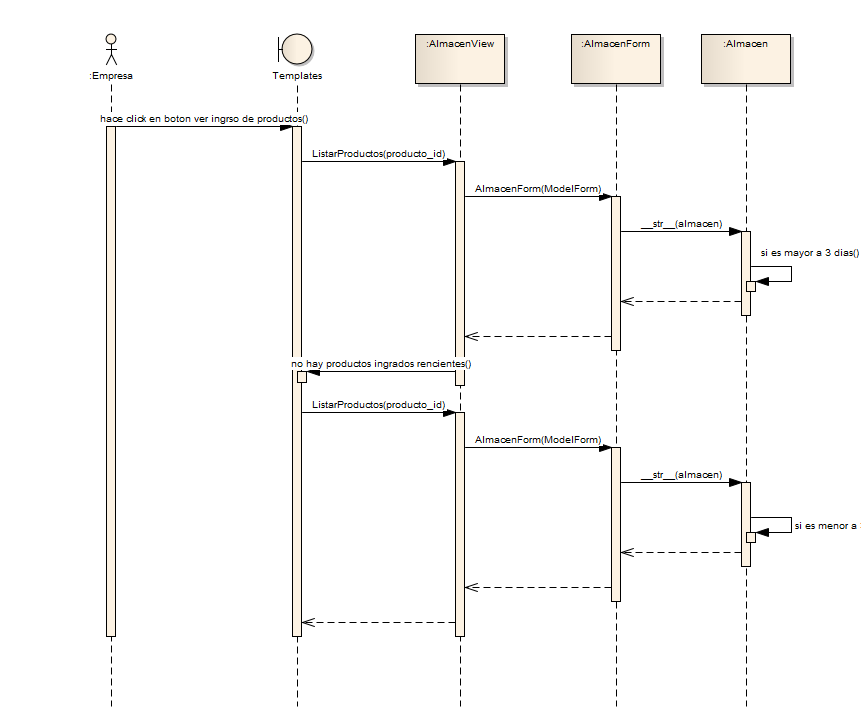 :Empresa
Templates
:AlmacenView
:AlmacenForm
:Almacen
hace click en boton ver ingrso de productos()
ListarProductos(producto_id)
AlmacenForm(ModelForm)
__str__(almacen)
si es mayor a 3 dias()
no hay productos ingrados rencientes()
ListarProductos(producto_id)
AlmacenForm(ModelForm)
__str__(almacen)
si es menor a